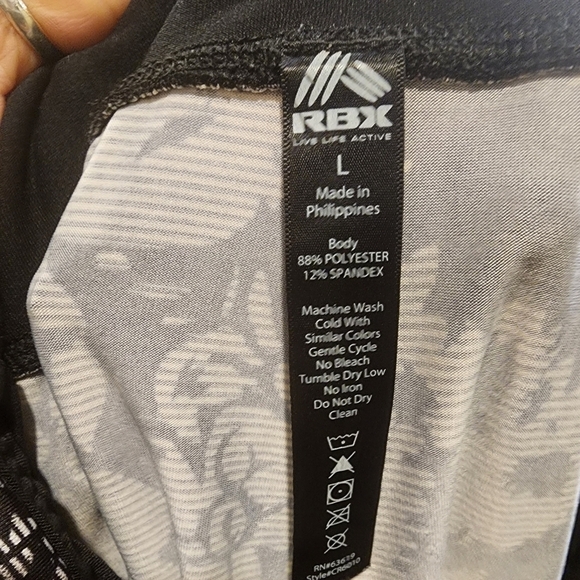 RBX
LIVE LIFE ACTIVE
L
Made in
Philippines
Body
88% POLYESTER
12% SPANDEX
Machine Wash
Cold With
Similar Colors
Gentle Cycle
No Bleach
Tumble Dry Low
No Iron
Do Not Dry
Clean